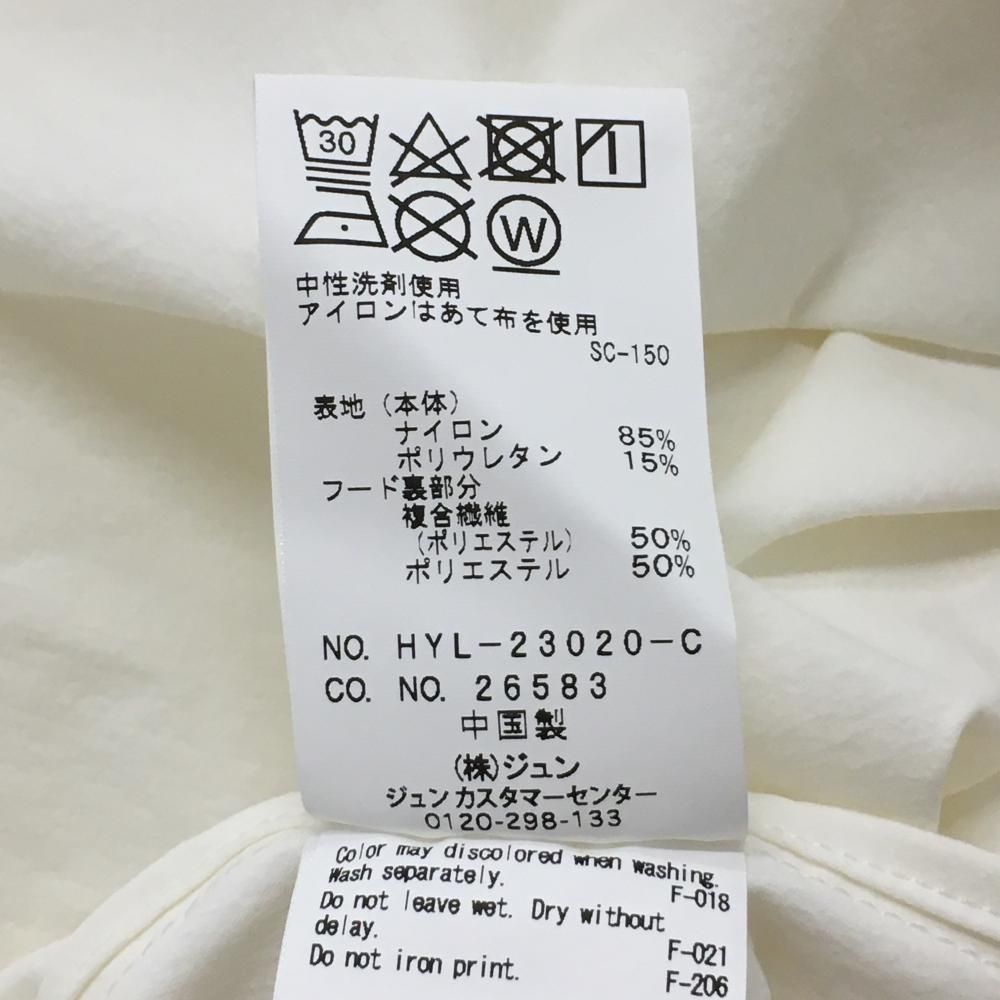 30
W
中性洗剤使用
アイロンはあて布を使用
SC-150
表地（本体）
ナイロン 85%
ポリウレタン 15%
フード裏部分
複合繊維
（ポリエステル） 50%
ポリエステル 50%
NO. HYL-23020-C
CO. NO. 26583
中国製
(株)ジュン
ジュンカスタマーセンター
0120-298-133
Color may discolored when washing.
Wash separately.
F-018
Do not leave wet. Dry without
delay.
F-021
Do not iron print.
F-206